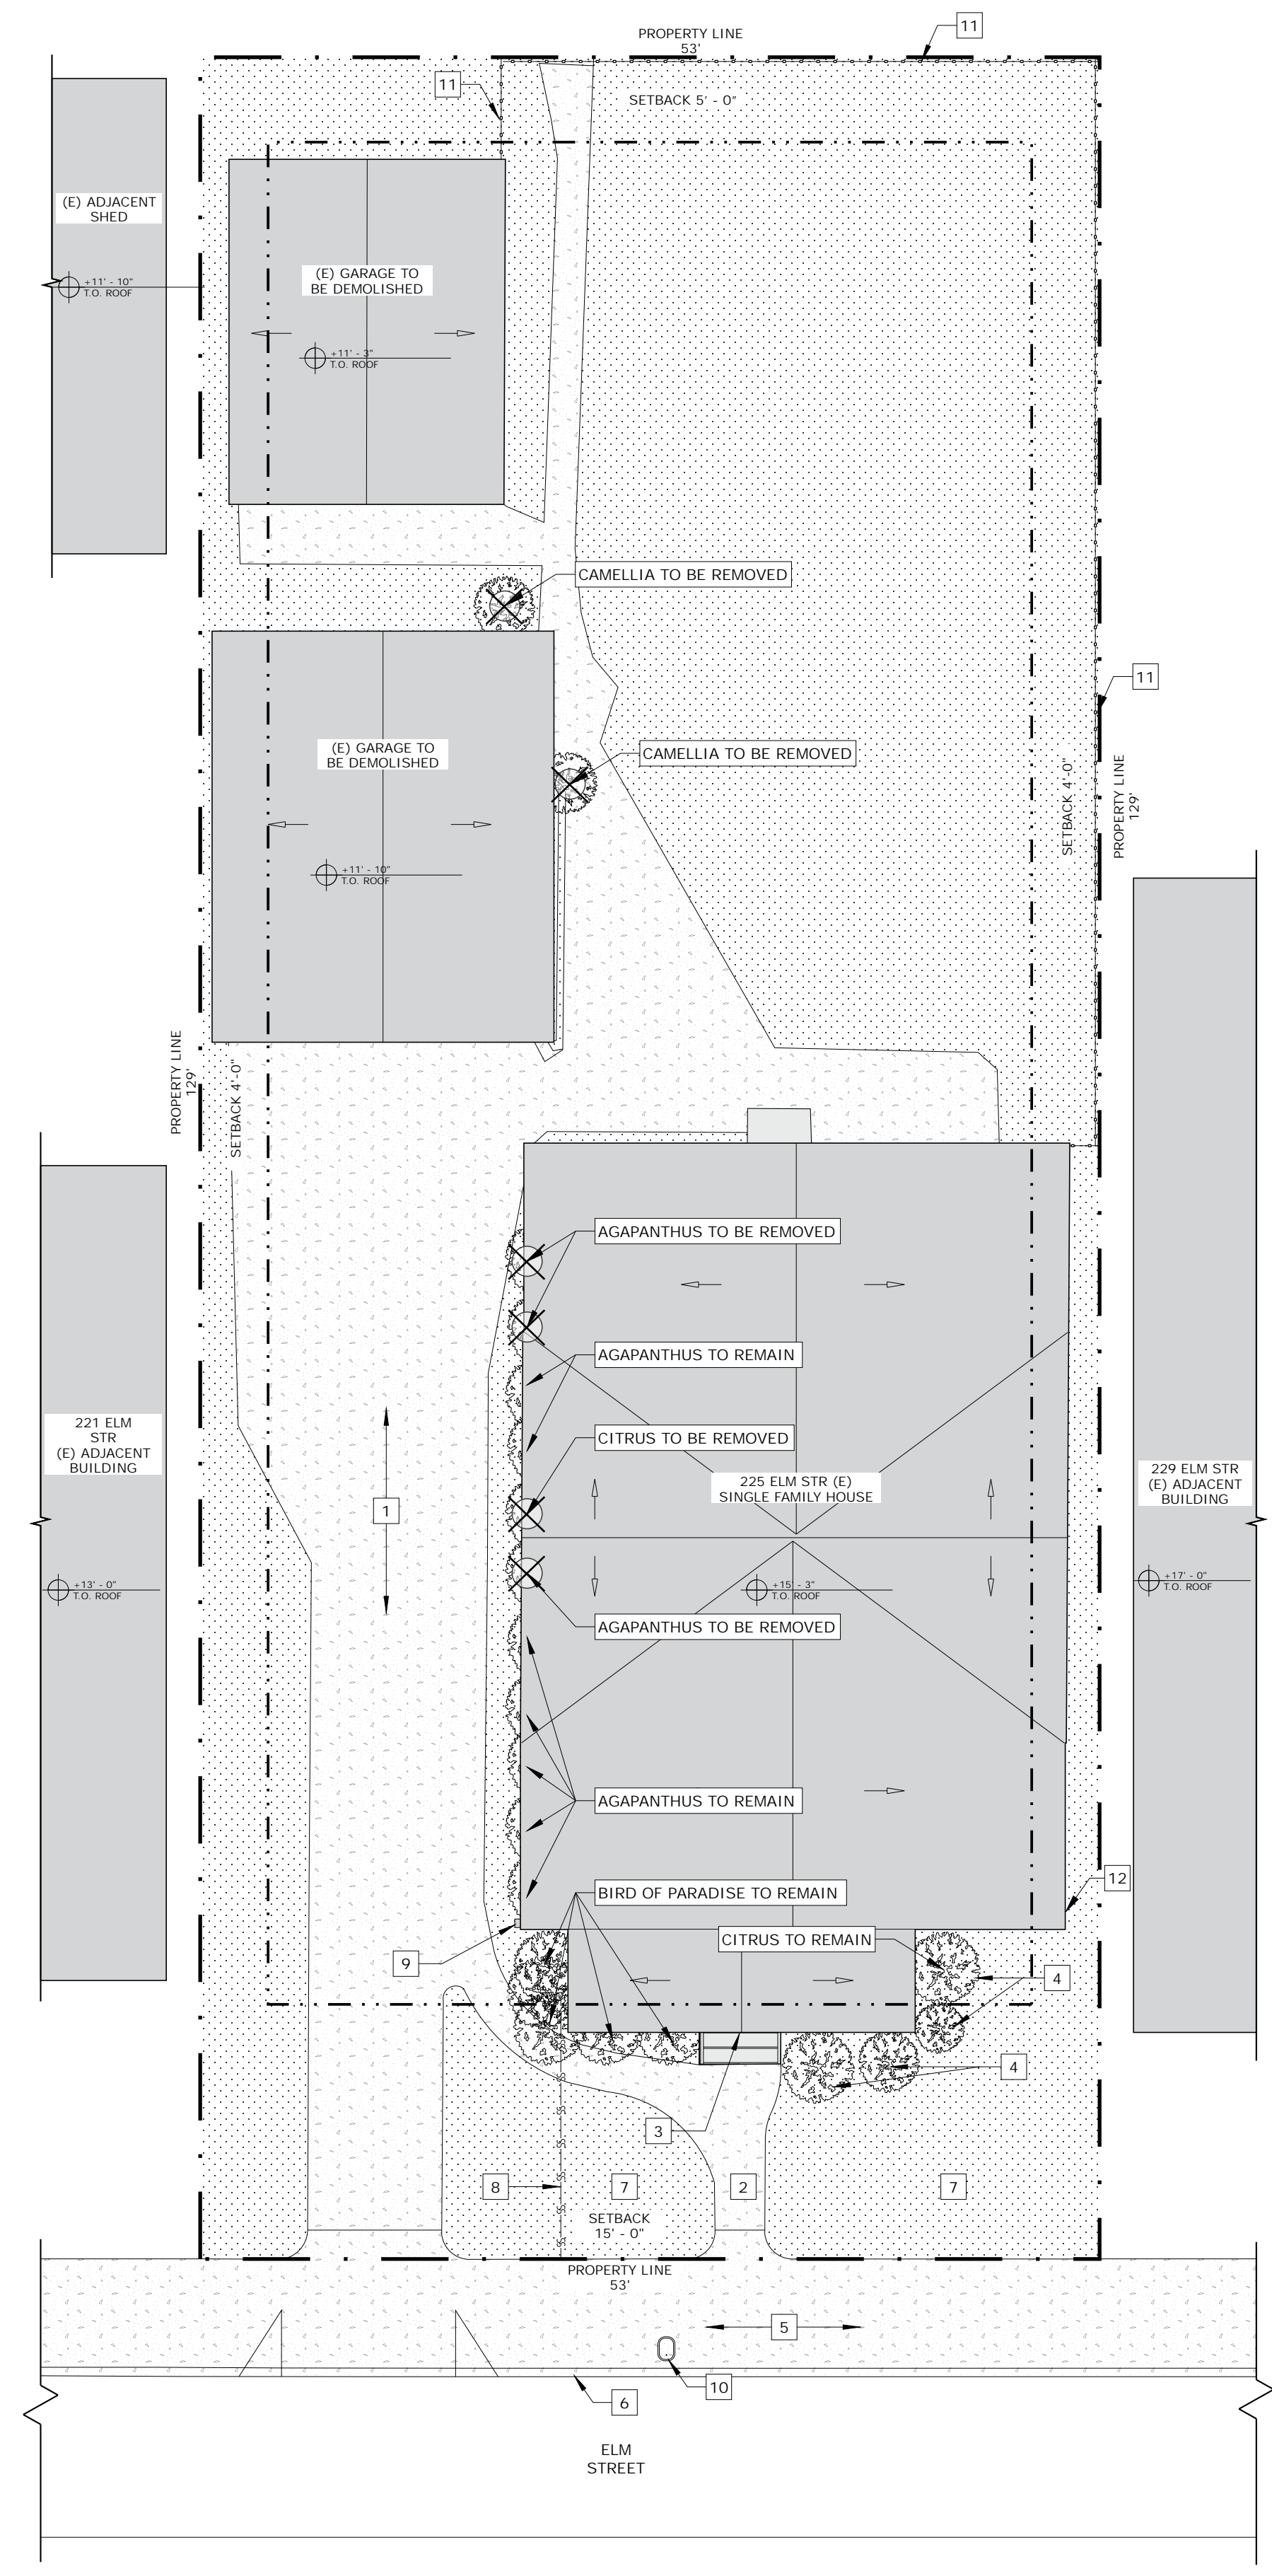 PROPERTY LINE
53'
11
11
SETBACK 5' - 0"
(E) ADJACENT
SHED
+11' - 10"
T.O. ROOF
(E) GARAGE TO
BE DEMOLISHED
+11' - 3"
T.O. ROOF
CAMELLIA TO BE REMOVED
11
(E) GARAGE TO
BE DEMOLISHED
CAMELLIA TO BE REMOVED
SETBACK 4'-0"
PROPERTY LINE
129'
+11' - 10"
T.O. ROOF
PROPERTY LINE
129'
SETBACK 4'-0"
AGAPANTHUS TO BE REMOVED
AGAPANTHUS TO REMAIN
221 ELM
STR
(E) ADJACENT
BUILDING
CITRUS TO BE REMOVED
225 ELM STR (E)
SINGLE FAMILY HOUSE
229 ELM STR
(E) ADJACENT
BUILDING
1
+13' - 0"
T.O. ROOF
+15' - 3"
T.O. ROOF
+17' - 0"
T.O. ROOF
AGAPANTHUS TO BE REMOVED
AGAPANTHUS TO REMAIN
12
BIRD OF PARADISE TO REMAIN
CITRUS TO REMAIN
9
4
4
3
8
7
2
7
SETBACK
15' - 0"
PROPERTY LINE
53'
5
10
6
ELM
STREET